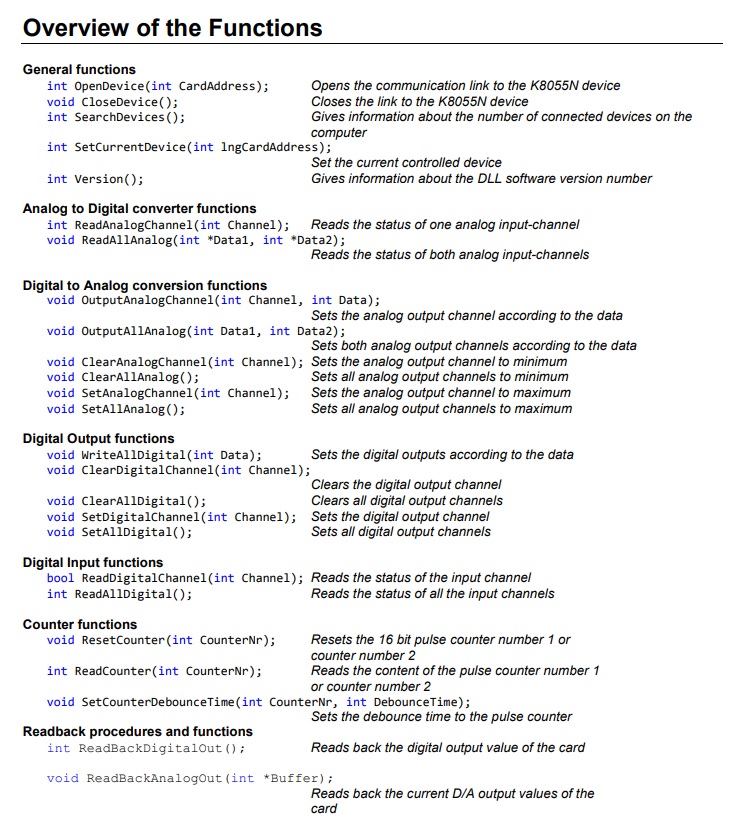 Overview of the Functions
General functions
int OpenDevice(int CardAddress); Opens the communication link to the K8055N device
void CloseDevice(); Closes the link to the K8055N device
int SearchDevices(); Gives information about the number of connected devices on the
computer
int SetCurrentDevice(int lngCardAddress);
Set the current controlled device
int Version(); Gives information about the DLL software version number
Analog to Digital converter functions
int ReadAnalogChannel(int Channel); Reads the status of one analog input-channel
void ReadAllAnalog(int *Data1, int *Data2);
Reads the status of both analog input-channels
Digital to Analog conversion functions
void OutputAnalogChannel(int Channel, int Data);
Sets the analog output channel according to the data
void OutputAllAnalog(int Data1, int Data2);
Sets both analog output channels according to the data
void ClearAnalogChannel(int Channel); Sets the analog output channel to minimum
void ClearAllAnalog(); Sets all analog output channels to minimum
void SetAnalogChannel(int Channel); Sets the analog output channel to maximum
void SetAllAnalog(); Sets all analog output channels to maximum
Digital Output functions
void WriteAllDigital(int Data); Sets the digital outputs according to the data
void ClearDigitalChannel(int Channel);
Clears the digital output channel
void ClearAllDigital(); Clears all digital output channels
void SetDigitalChannel(int Channel); Sets the digital output channel
void SetAllDigital(); Sets all digital output channels
Digital Input functions
bool ReadDigitalChannel(int Channel); Reads the status of the input channel
int ReadAllDigital(); Reads the status of all the input channels
Counter functions
void ResetCounter(int CounterNr); Resets the 16 bit pulse counter number 1 or
counter number 2
int ReadCounter(int CounterNr); Reads the content of the pulse counter number 1
or counter number 2
void SetCounterDebounceTime(int CounterNr, int DebounceTime);
Sets the debounce time to the pulse counter
Readback procedures and functions
int ReadBackDigitalOut(); Reads back the digital output value of the card
void ReadBackAnalogOut(int *Buffer);
Reads back the current D/A output values of the
card